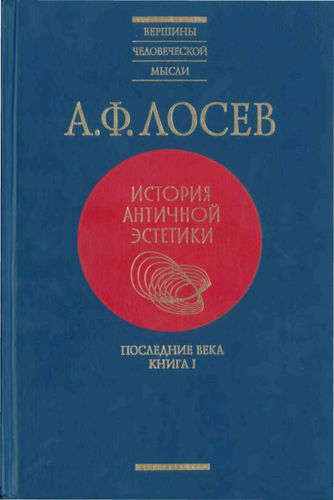 ВЕРШИНЫ
ЧЕЛОВЕЧЕСКОЙ
МЫСЛИ
А.Ф.ЛОСЕВ
ИСТОРИЯ
АНТИЧНОЙ
ЭСТЕТИКИ
ПОСЛЕДНИЕ ВЕКА
КНИГА I